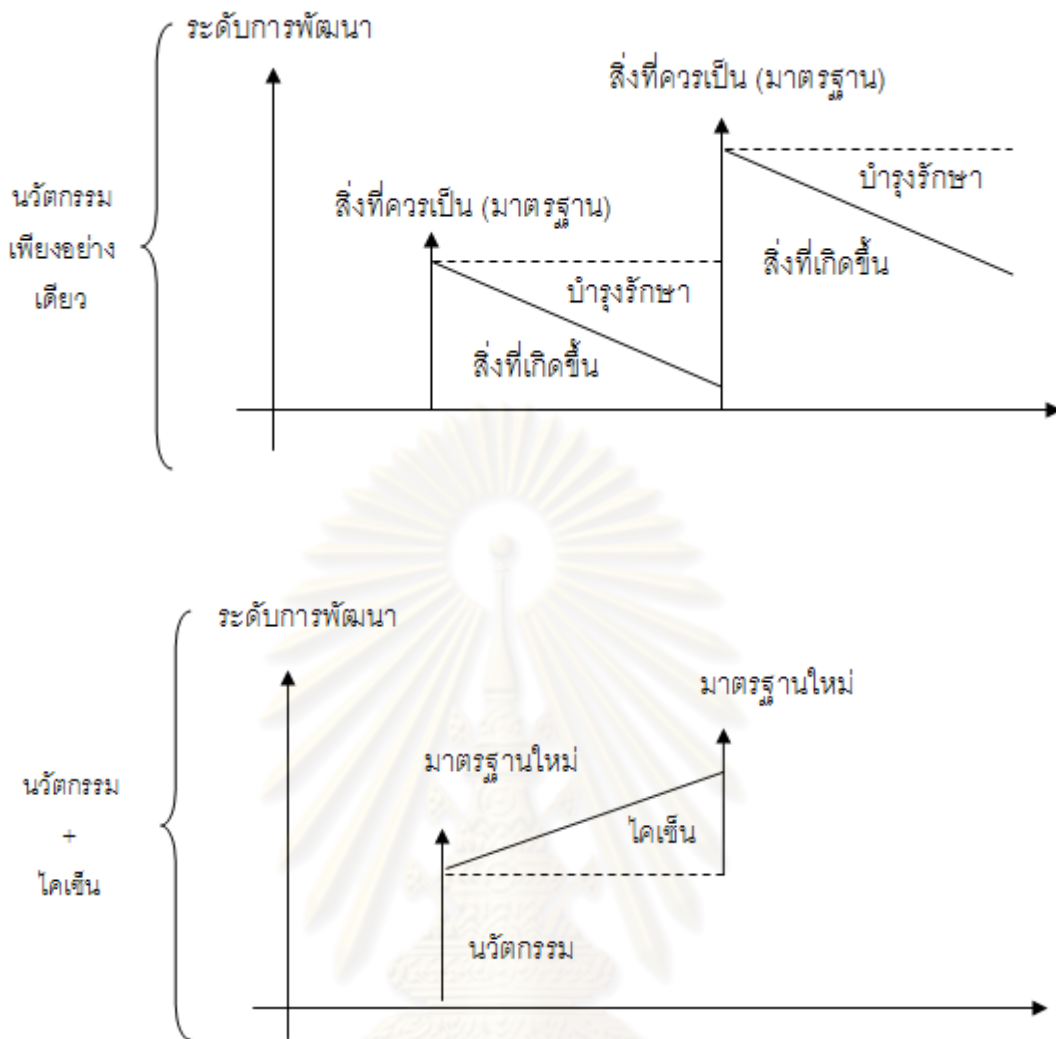 ระดับการพัฒนา
สิ่งที่ควรเป็น (มาตรฐาน)
บำรุงรักษา
นวัตกรรม
เพียงอย่าง
เดียว
สิ่งที่ควรเป็น (มาตรฐาน)
สิ่งที่เกิดขึ้น
บำรุงรักษา
สิ่งที่เกิดขึ้น
ระดับการพัฒนา
มาตรฐานใหม่
มาตรฐานใหม่
นวัตกรรม
+
ไคเซ็น
ไคเซ็น
นวัตกรรม